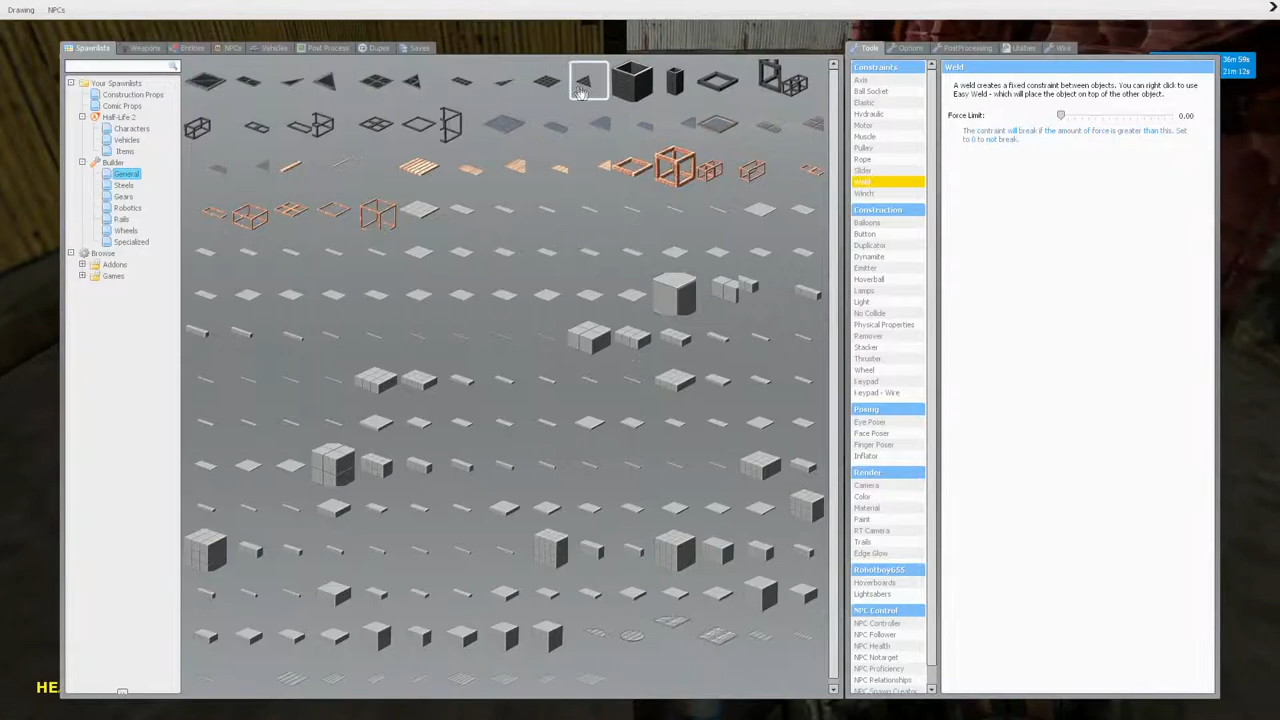 Drawing NPCs
Spawnlists Weapons Entities NPCs Vehicles Post Process Dupes Saves
Tools Options PostProcessing Utilities Wire
36m 59s
21m 12s
Your Spawnlists
Construction Props
Comic Props
Half-Life 2
Characters
Vehicles
Items
Builder
General
Steels
Gears
Robotics
Rails
Wheels
Specialized
Browse
Addons
Games
HE
Constraints
Axis
Ball Socket
Elastic
Hydraulic
Motor
Muscle
Pulley
Rope
Slider
Weld
Winch
Construction
Balloons
Button
Duplicator
Dynamite
Emitter
Hoverball
Lamps
Light
No Collide
Physical Properties
Remover
Stacker
Thruster
Wheel
Keypad
Keypad - Wire
Posing
Eye Poser
Face Poser
Finger Poser
Inflator
Render
Camera
Color
Material
Paint
RT Camera
Trails
Edge Glow
Robotboy655
Hoverboards
Lightsabers
NPC Control
NPC Controller
NPC Follower
NPC Health
NPC Notarget
NPC Proficiency
NPC Relationships
NPC Spawn Creator
Weld
A weld creates a fixed constraint between objects. You can right click to use
Easy Weld - which will place the object on top of the other object.
Force Limit: 0.00
The contraint will break if the amount of force is greater than this. Set
to 0 to not break.